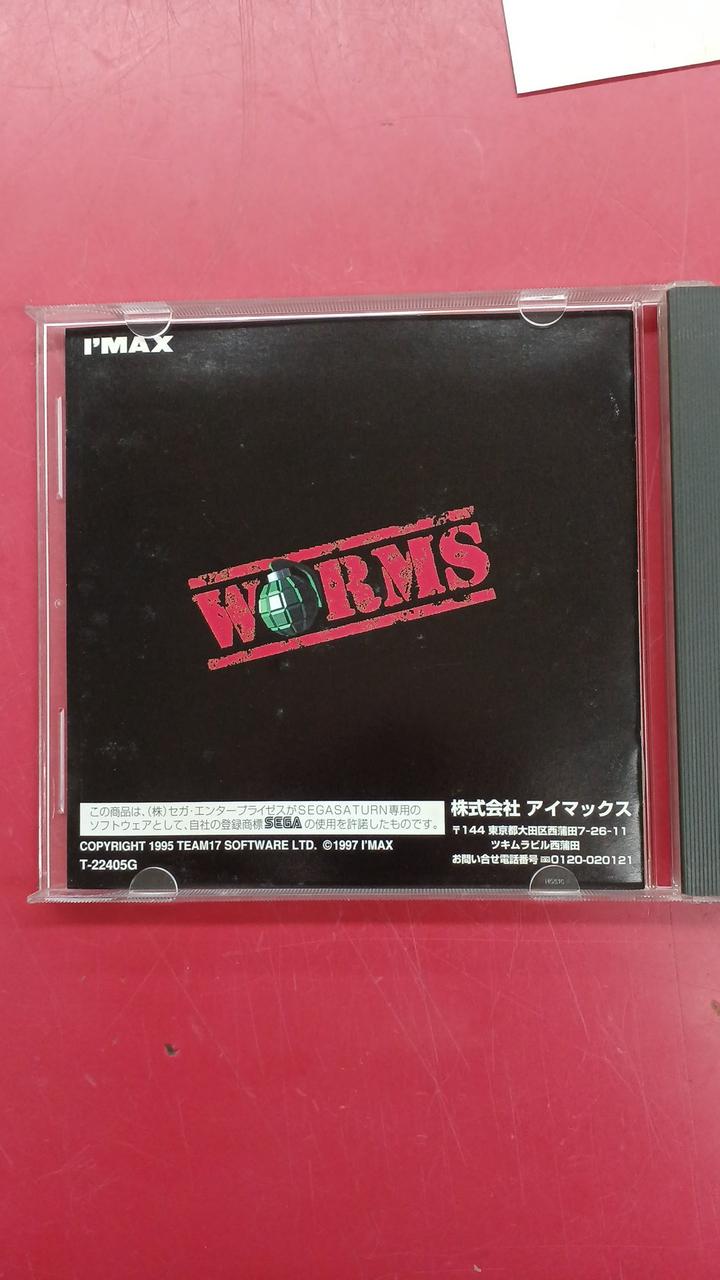 I'MAX
WORMS
この商品は、(株)セガ・エンタープライゼスがSEGASATURN専用の
ソフトウェアとして、自社の登録商標SEGAの使用を許諾したものです。
COPYRIGHT 1995 TEAM17 SOFTWARE LTD. ©1997 I'MAX
T-22405G
株式会社 アイマックス
〒144 東京都大田区西蒲田7-26-11
ツキムラビル西蒲田
お問い合せ電話番号 0120-020121